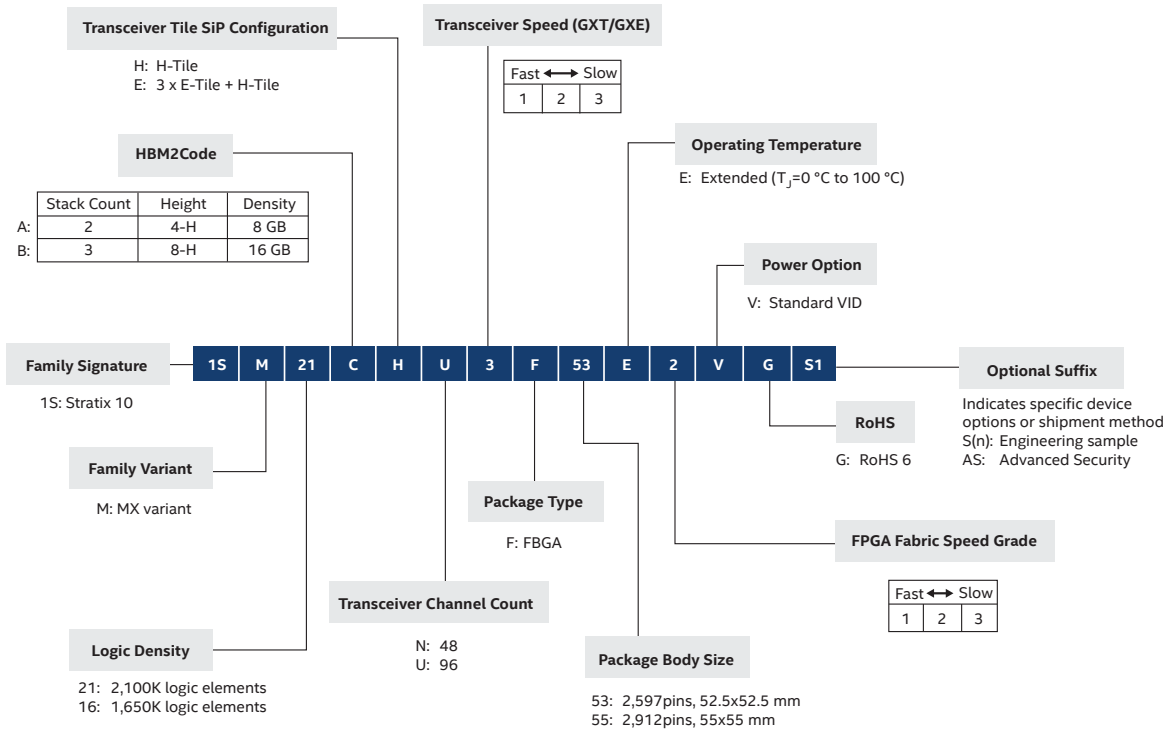 Transceiver Tile SiP Configuration
H: H-Tile
E: 3 x E-Tile + H-Tile
Transceiver Speed (GXT/GXE)
Fast ↔ Slow
1 2 3
HBM2Code
Stack Count Height Density
A: 2 4-H 8 GB
B: 3 8-H 16 GB
Operating Temperature
E: Extended (TJ=0 °C to 100 °C)
Power Option
V: Standard VID
Family Signature
1S: Stratix 10
1S M 21 C H U 3 F 53 E 2 V G S1
Optional Suffix
Indicates specific device
options or shipment method
S(n): Engineering sample
AS: Advanced Security
RoHS
G: RoHS 6
Family Variant
M: MX variant
Package Type
F: FBGA
FPGA Fabric Speed Grade
Fast ↔ Slow
1 2 3
Transceiver Channel Count
N: 48
U: 96
Logic Density
21: 2,100K logic elements
16: 1,650K logic elements
Package Body Size
53: 2,597pins, 52.5x52.5 mm
55: 2,912pins, 55x55 mm